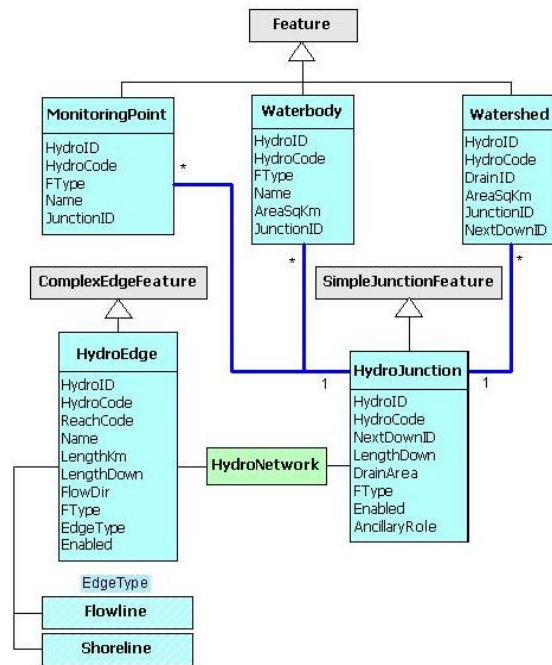 Feature
MonitoringPoint
HydroID
HydroCode
FType
Name
JunctionID
*
Waterbody
HydroID
HydroCode
FType
Name
AreaSqKm
JunctionID
*
Watershed
HydroID
HydroCode
DrainID
AreaSqKm
JunctionID
NextDownID
*
ComplexEdgeFeature
SimpleJunctionFeature
HydroEdge
HydroID
HydroCode
ReachCode
Name
LengthKm
LengthDown
FlowDir
FType
EdgeType
Enabled
HydroNetwork
1
HydroJunction
HydroID
HydroCode
NextDownID
LengthDown
DrainArea
FType
Enabled
AncillaryRole
1
EdgeType
Flowline
Shoreline